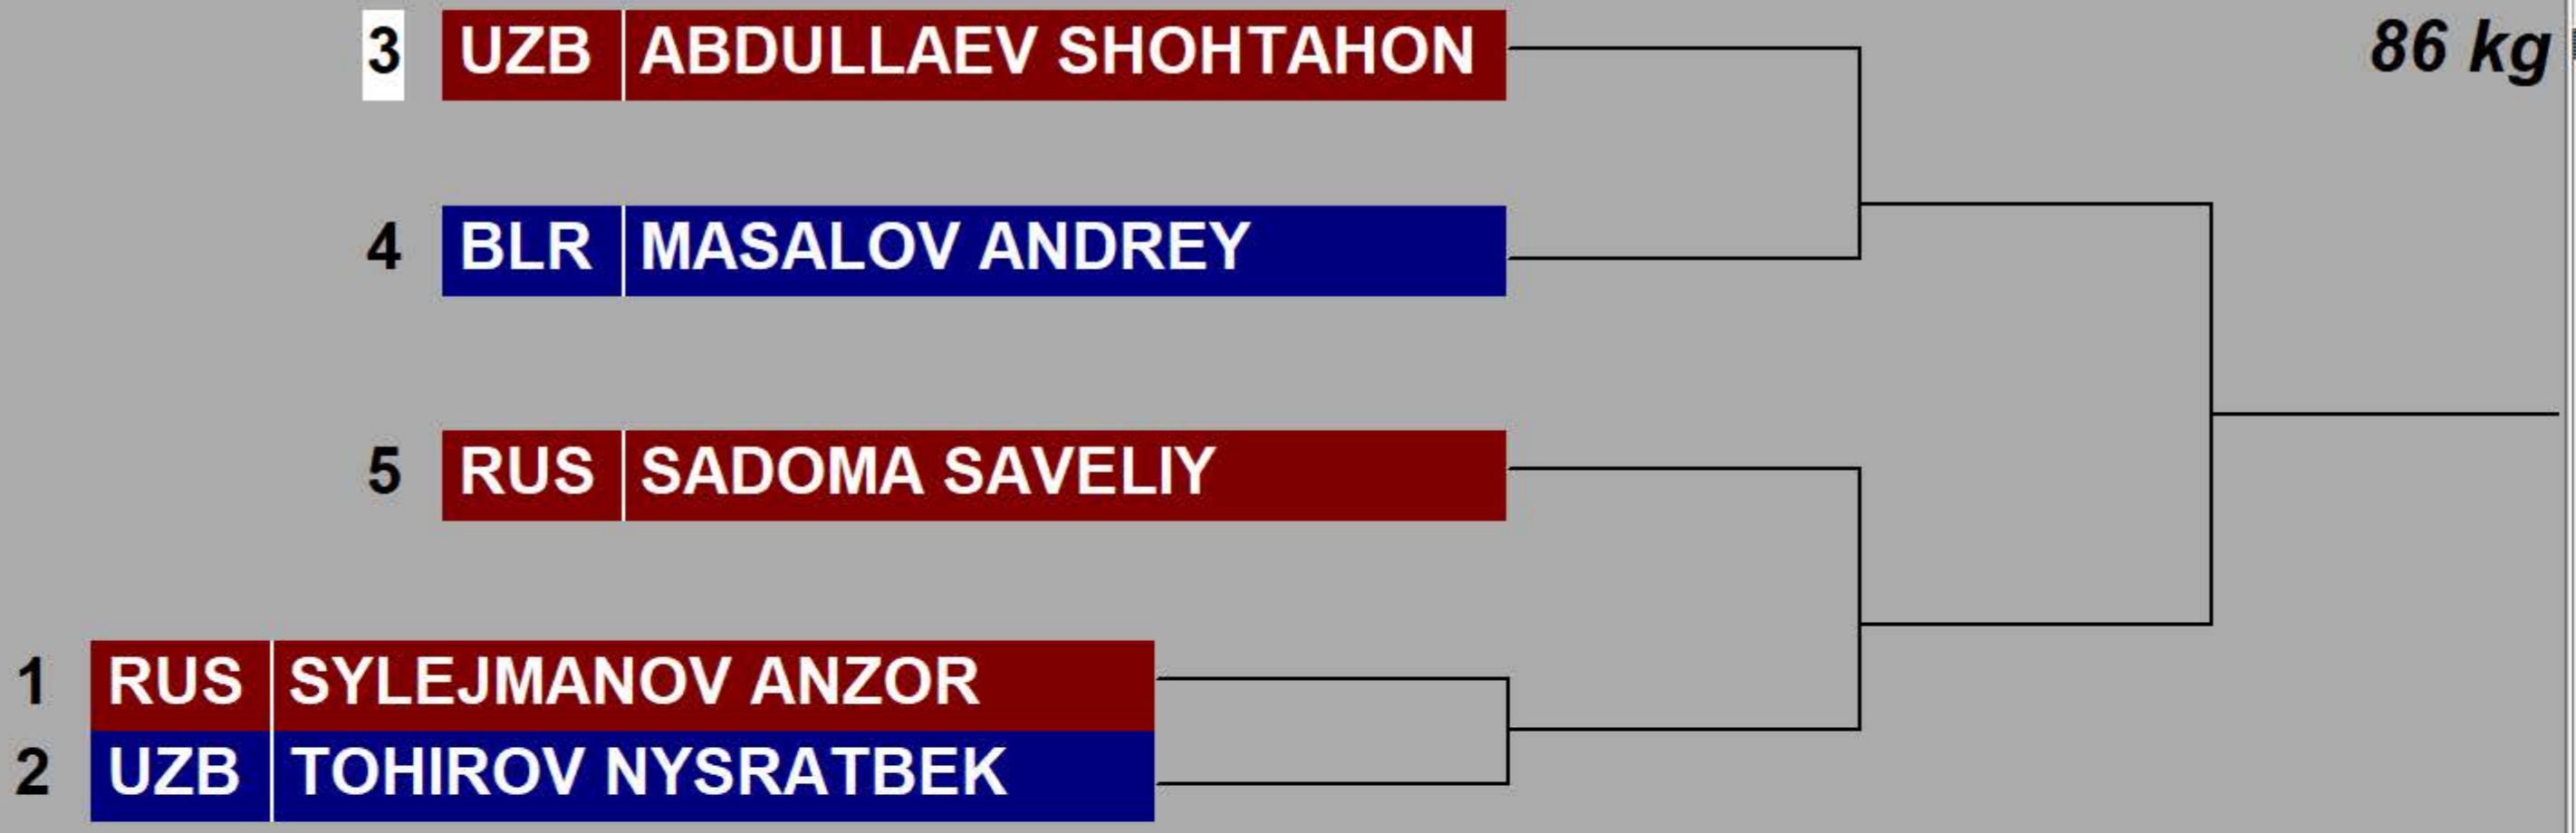 3 UZB ABDULLAEV SHOHTAHON 86 kg
4 BLR MASALOV ANDREY
5 RUS SADOMA SAVELIY
1 RUS SYLEJMANOV ANZOR
2 UZB TOHIROV NYSRATBEK